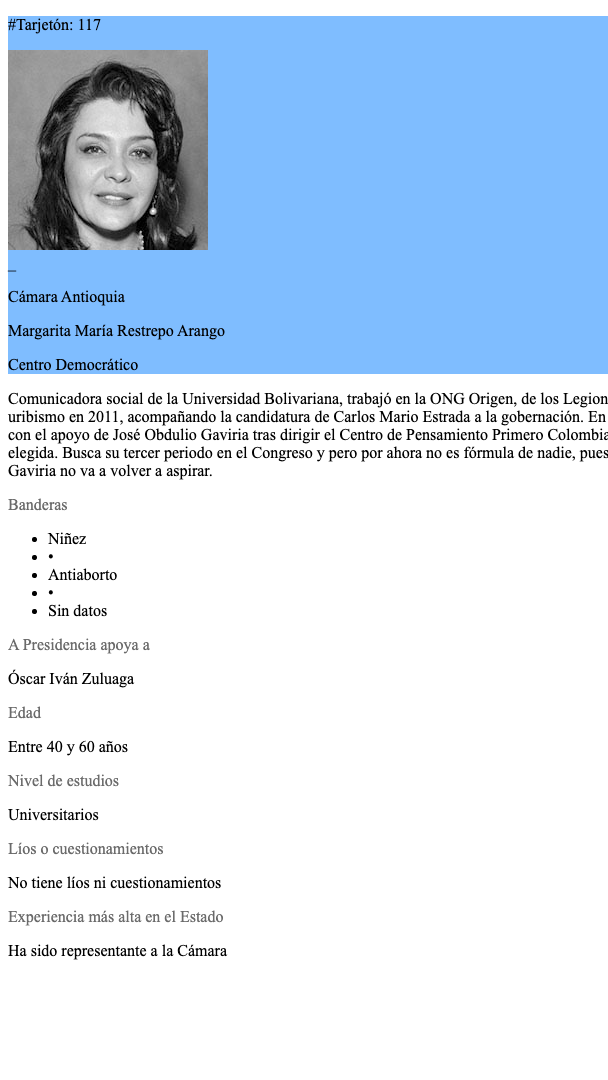 #Tarjetón: 117
_
Cámara Antioquia
Margarita María Restrepo Arango
Centro Democrático
Comunicadora social de la Universidad Bolivariana, trabajó en la ONG Origen, de los Legion
uribismo en 2011, acompañando la candidatura de Carlos Mario Estrada a la gobernación. En
con el apoyo de José Obdulio Gaviria tras dirigir el Centro de Pensamiento Primero Colombia
elegida. Busca su tercer periodo en el Congreso y pero por ahora no es fórmula de nadie, pues
Gaviria no va a volver a aspirar.
Banderas
• Niñez
• •
• Antiaborto
• •
• Sin datos
A Presidencia apoya a
Óscar Iván Zuluaga
Edad
Entre 40 y 60 años
Nivel de estudios
Universitarios
Líos o cuestionamientos
No tiene líos ni cuestionamientos
Experiencia más alta en el Estado
Ha sido representante a la Cámara